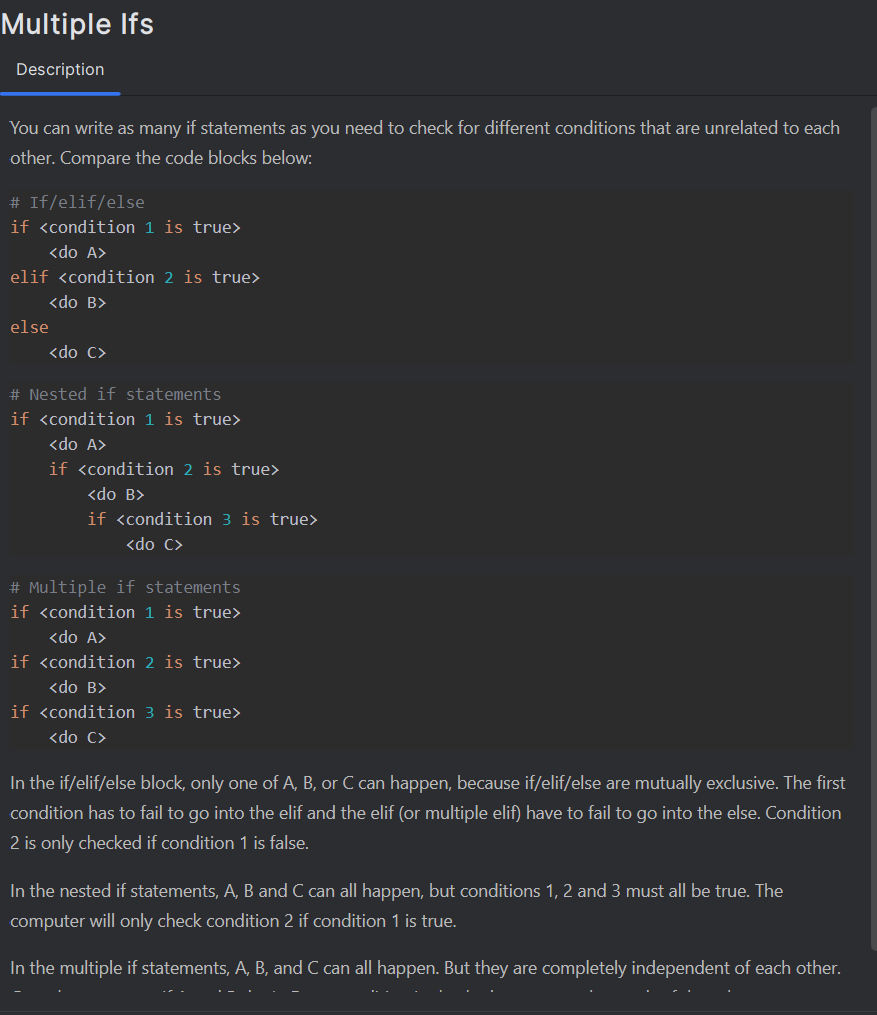 Multiple Ifs
Description
You can write as many if statements as you need to check for different conditions that are unrelated to each
other. Compare the code blocks below:
# If/elif/else
if <condition 1 is true>
    <do A>
elif <condition 2 is true>
    <do B>
else
    <do C>
# Nested if statements
if <condition 1 is true>
    <do A>
    if <condition 2 is true>
        <do B>
        if <condition 3 is true>
            <do C>
# Multiple if statements
if <condition 1 is true>
    <do A>
if <condition 2 is true>
    <do B>
if <condition 3 is true>
    <do C>
In the if/elif/else block, only one of A, B, or C can happen, because if/elif/else are mutually exclusive. The first
condition has to fail to go into the elif and the elif (or multiple elif) have to fail to go into the else. Condition
2 is only checked if condition 1 is false.
In the nested if statements, A, B and C can all happen, but conditions 1, 2 and 3 must all be true. The
computer will only check condition 2 if condition 1 is true.
In the multiple if statements, A, B, and C can all happen. But they are completely independent of each other.